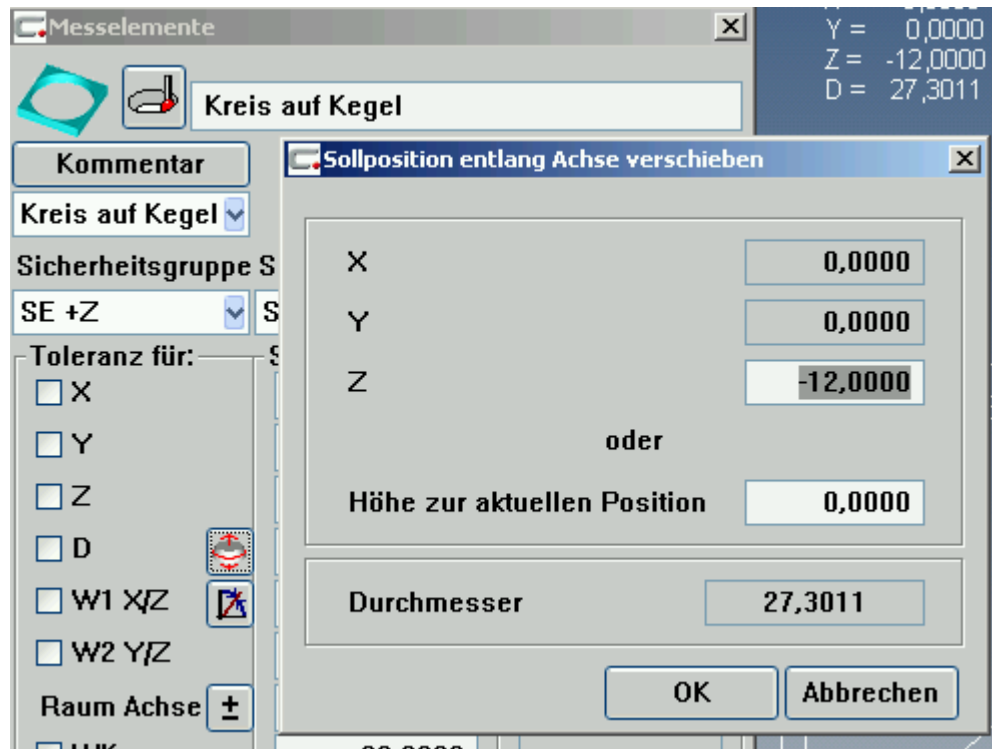 Messelemente
Y = 0,0000
Z = -12,0000
D = 27,3011
Kreis auf Kegel
Kommentar
Kreis auf Kegel
Sicherheitsgruppe S
SE +Z
S
Toleranz für:
S
X
Y
Z
D
W1 X/Z
W2 Y/Z
Raum Achse
±
Sollposition entlang Achse verschieben
X 0,0000
Y 0,0000
Z -12,0000
oder
Höhe zur aktuellen Position 0,0000
Durchmesser 27,3011
OK Abbrechen